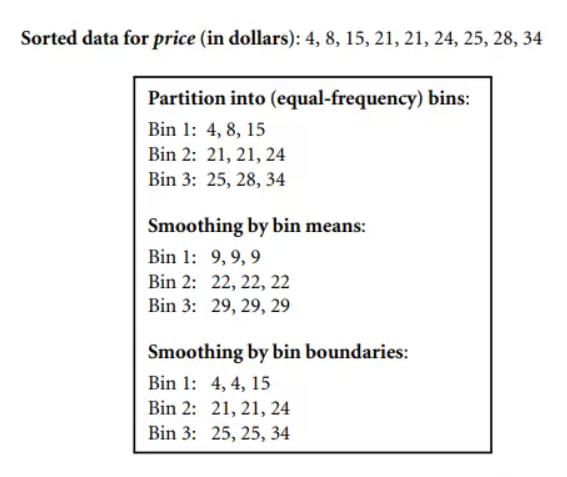 Sorted data for price (in dollars): 4, 8, 15, 21, 21, 24, 25, 28, 34
Partition into (equal-frequency) bins:
Bin 1: 4, 8, 15
Bin 2: 21, 21, 24
Bin 3: 25, 28, 34
Smoothing by bin means:
Bin 1: 9, 9, 9
Bin 2: 22, 22, 22
Bin 3: 29, 29, 29
Smoothing by bin boundaries:
Bin 1: 4, 4, 15
Bin 2: 21, 21, 24
Bin 3: 25, 25, 34